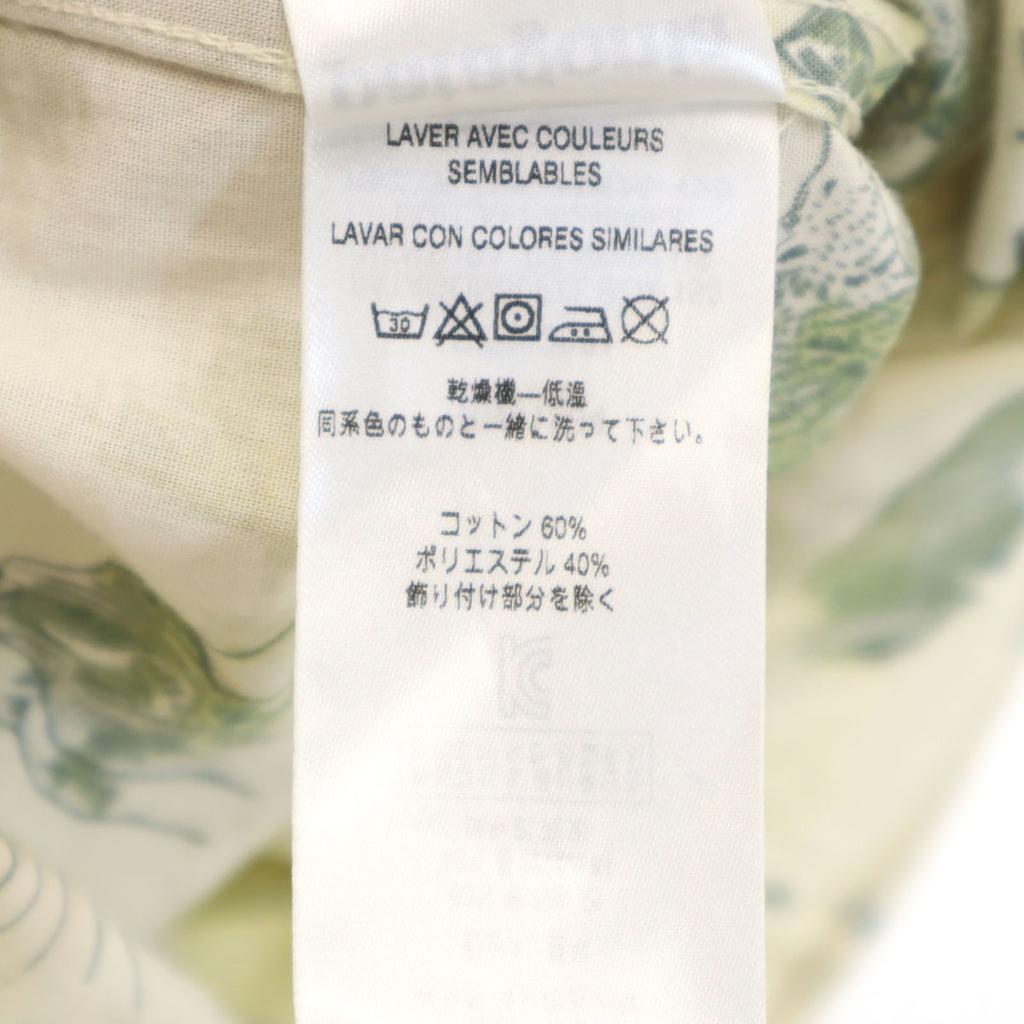 LAVER AVEC COULEURS
SEMBLABLES
LAVAR CON COLORES SIMILARES
30
乾燥機—低温
同系色のものと一緒に洗って下さい。
コットン 60%
ポリエステル 40%
飾り付け部分を除く